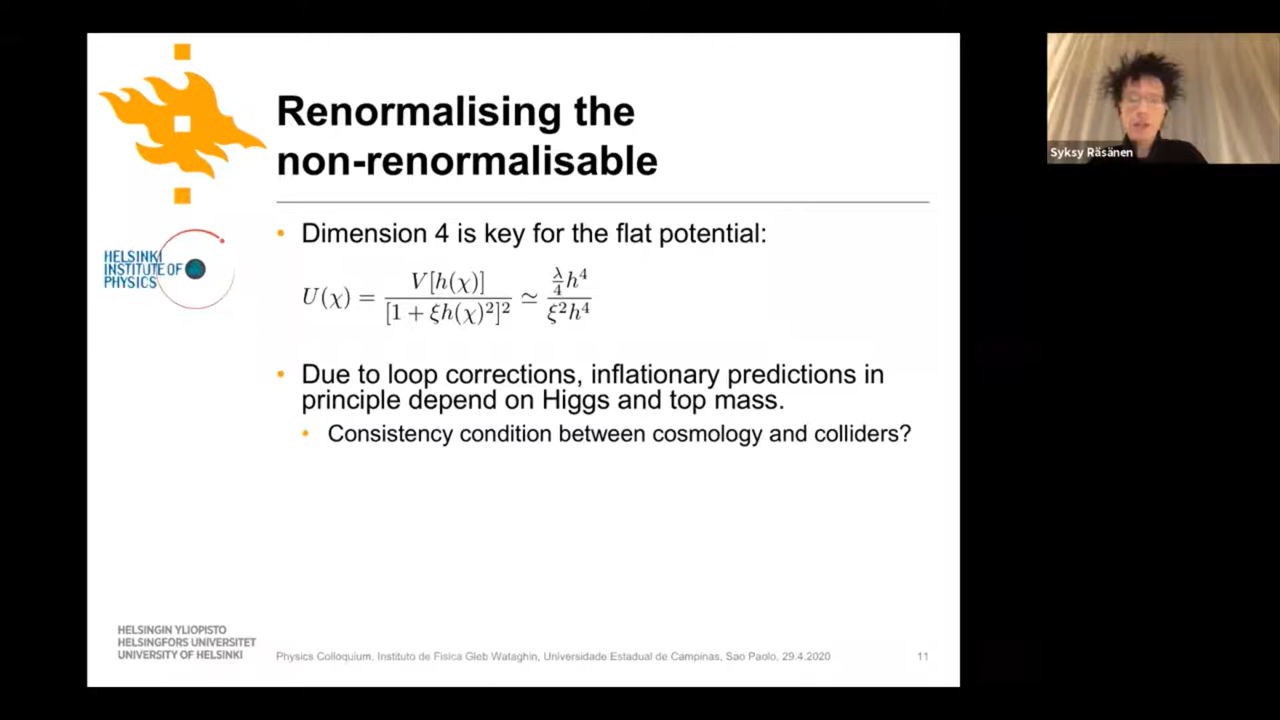 Renormalising the
non-renormalisable
HELSINKI
INSTITUTE OF
PHYSICS
• Dimension 4 is key for the flat potential:
U(χ) = V[h(χ)] / [1 + ξh(χ)²]² ≃ λ/4 h⁴ / ξ²h⁴
• Due to loop corrections, inflationary predictions in
principle depend on Higgs and top mass.
• Consistency condition between cosmology and colliders?
HELSINGIN YLIOPISTO
HELSINGFORS UNIVERSITET
UNIVERSITY OF HELSINKI
Physics Colloquium. Instituto de Fisica Gleb Wataghin, Universidade Estadual de Campinas, Sao Paolo, 29.4.2020
11
Syksy Räsänen